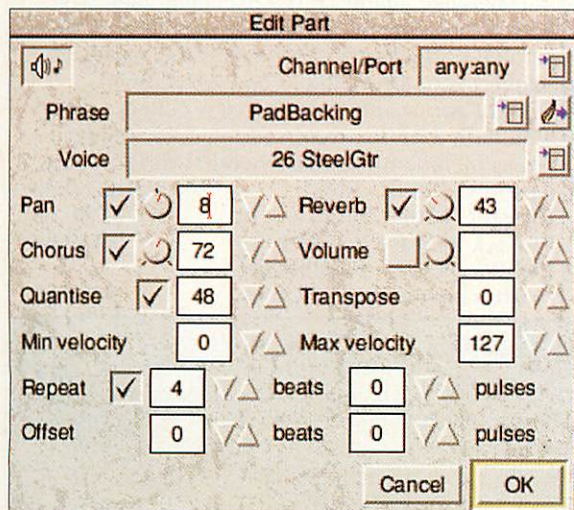 Edit Part
Channel/Port any:any
Phrase PadBacking
Voice 26 SteelGtr
Pan 8 Reverb 43
Chorus 72 Volume
Quantise 48 Transpose 0
Min velocity 0 Max velocity 127
Repeat 4 beats 0 pulses
Offset 0 beats 0 pulses
Cancel OK